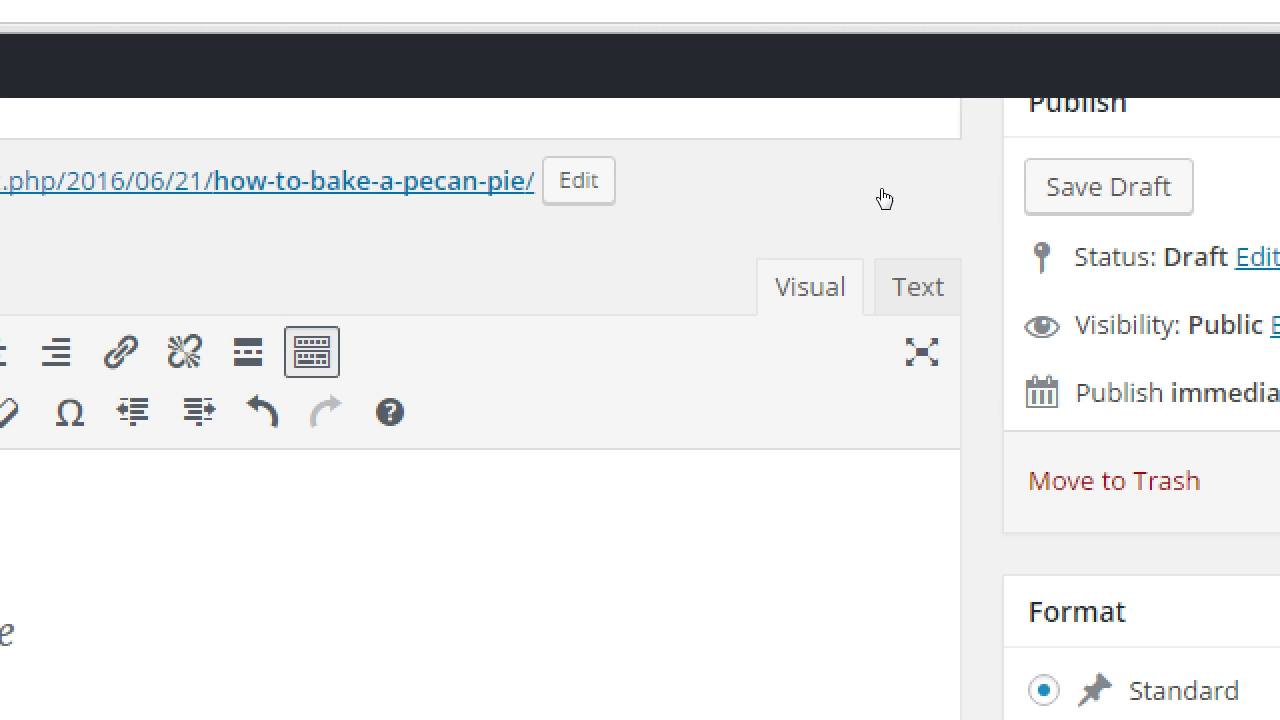 Publish
.php/2016/06/21/how-to-bake-a-pecan-pie/ Edit
Save Draft
Status: Draft Edit
Visual Text
Visibility: Public E
Publish immedia
Move to Trash
Format
e
Standard